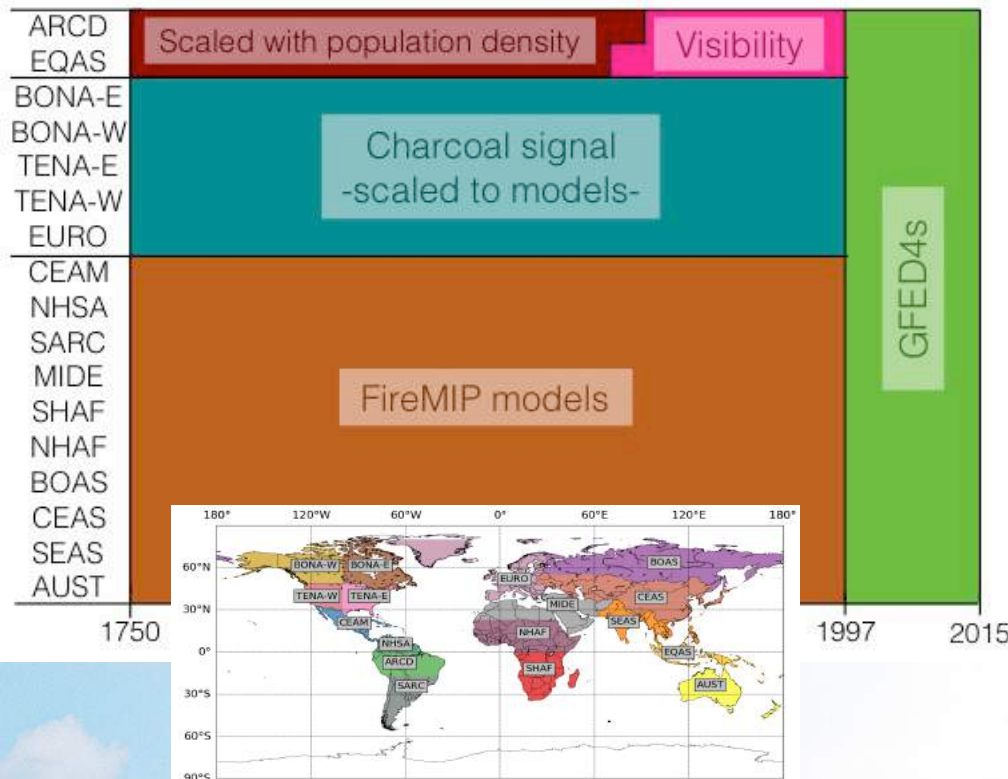 ARCD
EQAS
BONA-E
BONA-W
TENA-E
TENA-W
EURO
CEAM
NHSA
SARC
MIDE
SHAF
NHAF
BOAS
CEAS
SEAS
AUST
Scaled with population density
Visibility
Charcoal signal
-scaled to models-
FireMIP models
GFED4s
1750
1997
2015
180° 120°W 60°W 0° 60°E 120°E 180°
60°N
30°N
0°
30°S
60°S
90°S
BONA-W
BONA-E
TENA-W
TENA-E
CEAM
NHSA
ARCD
SARC
EURO
MIDE
NHAF
SHAF
BOAS
CEAS
SEAS
EQAS
AUST